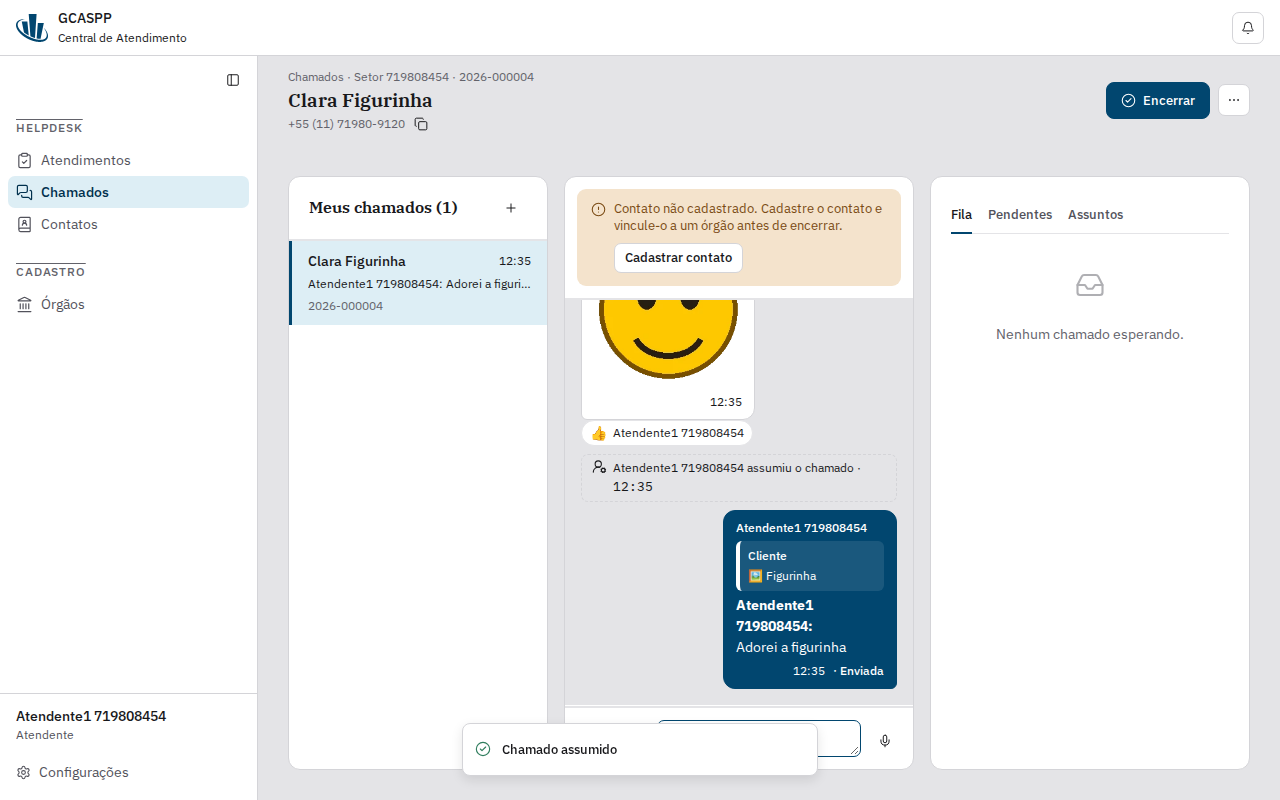 GCASPP
Central de Atendimento
HELPDESK
Atendimentos
Chamados
Contatos
CADASTRO
Órgãos
Atendente1 719808454
Atendente
Configurações
Chamados · Setor 719808454 · 2026-000004
Clara Figurinha
+55 (11) 71980-9120
Encerrar
Meus chamados (1)
Clara Figurinha 12:35
Atendente1 719808454: Adorei a figuri...
2026-000004
Contato não cadastrado. Cadastre o contato e
vincule-o a um órgão antes de encerrar.
Cadastrar contato
12:35
Atendente1 719808454
Atendente1 719808454 assumiu o chamado ·
12:35
Atendente1 719808454
Cliente
Figurinha
Atendente1
719808454:
Adorei a figurinha
12:35 · Enviada
Chamado assumido
Fila Pendentes Assuntos
Nenhum chamado esperando.